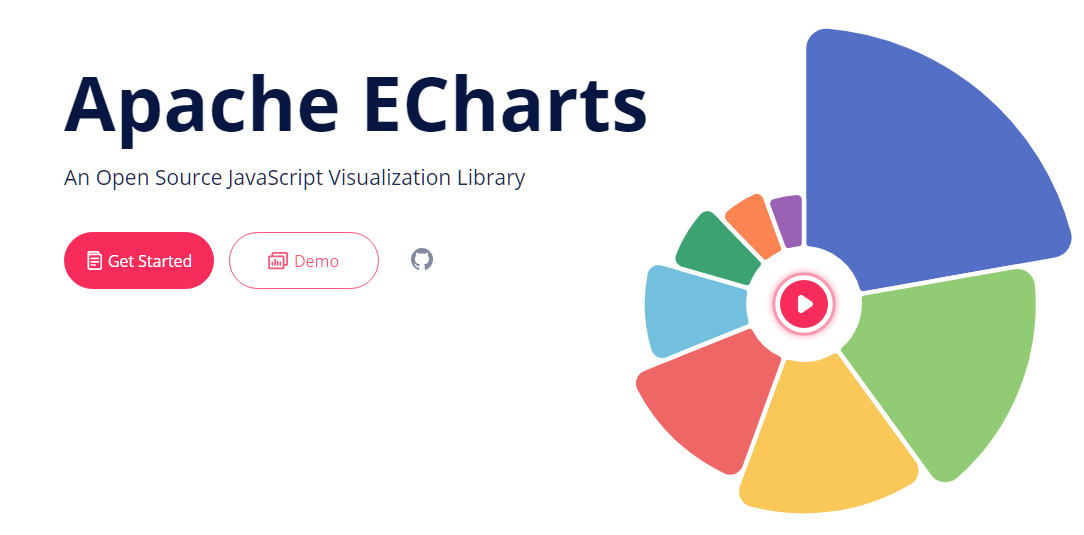 Apache ECharts
An Open Source JavaScript Visualization Library
Get Started
Demo